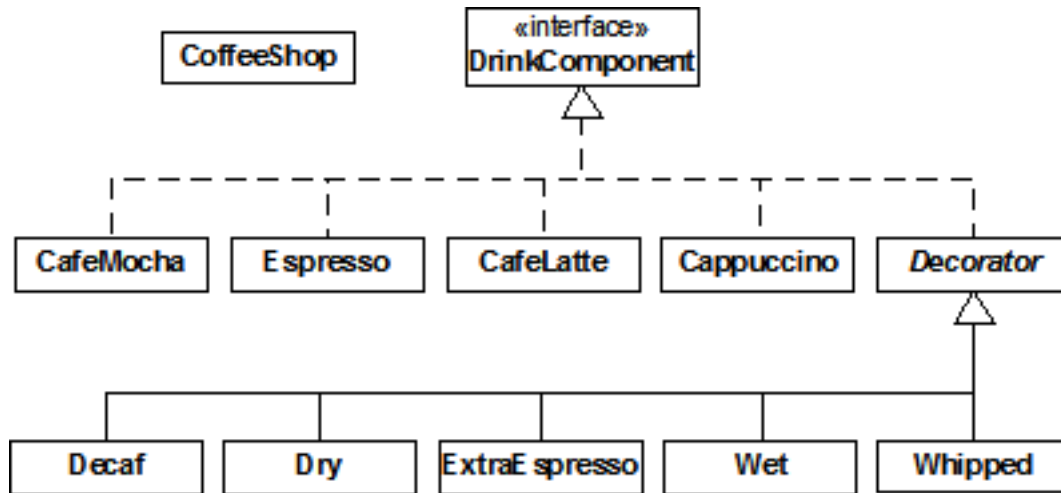 «interface»
CoffeeShop
DrinkComponent
CafeMocha
Espresso
CafeLatte
Cappuccino
Decorator
Decaf
Dry
ExtraEspresso
Wet
Whipped